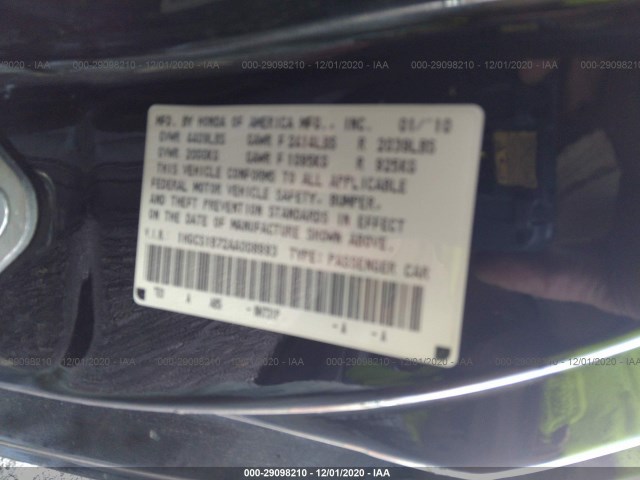 000-29098210 - 12/01/2020 - IAA
MFG. BY HONDA OF AMERICA MFG., INC. 01/'10
GVWR 4409LBS GAWR F 2414LBS R 2039LBS
GVWR 2000KG GAWR F 1095KG R 925KG
THIS VEHICLE CONFORMS TO ALL APPLICABLE
FEDERAL MOTOR VEHICLE SAFETY, BUMPER,
AND THEFT PREVENTION STANDARDS IN EFFECT
ON THE DATE OF MANUFACTURE SHOWN ABOVE.
V.I.N.: TYPE: PASSENGER CAR
A - A - A
000-29098210 - 12/01/2020 - IAA